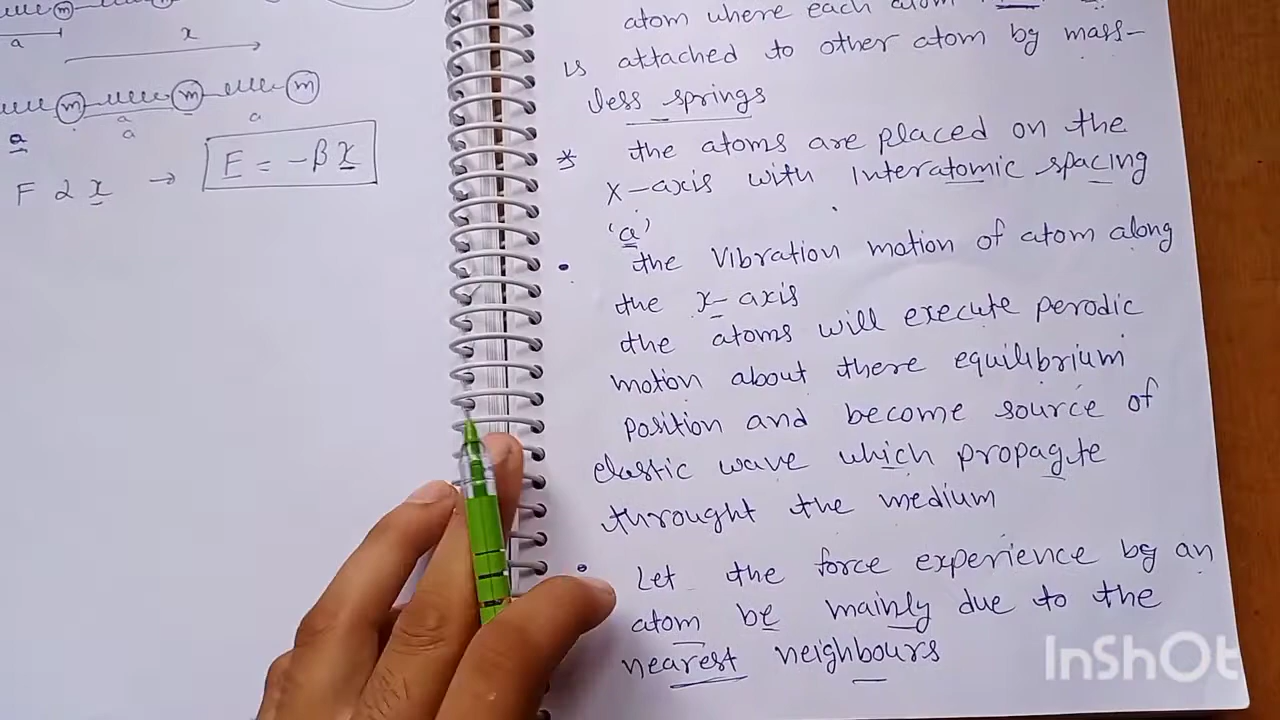 m
a
x
m m m
a a
a a
F α x → F = -βx
atom where each atom
is attached to other atom by mass-
less springs
* the atoms are placed on the
x-axis with Interatomic spacing
'a'
• the Vibration motion of atom along
the x-axis
the atoms will execute perodic
motion about there equilibrium
position and become source of
elastic wave which propagte
throught the medium
• Let the force experience by an
atom be mainly due to the
nearest neighbours
InShOt